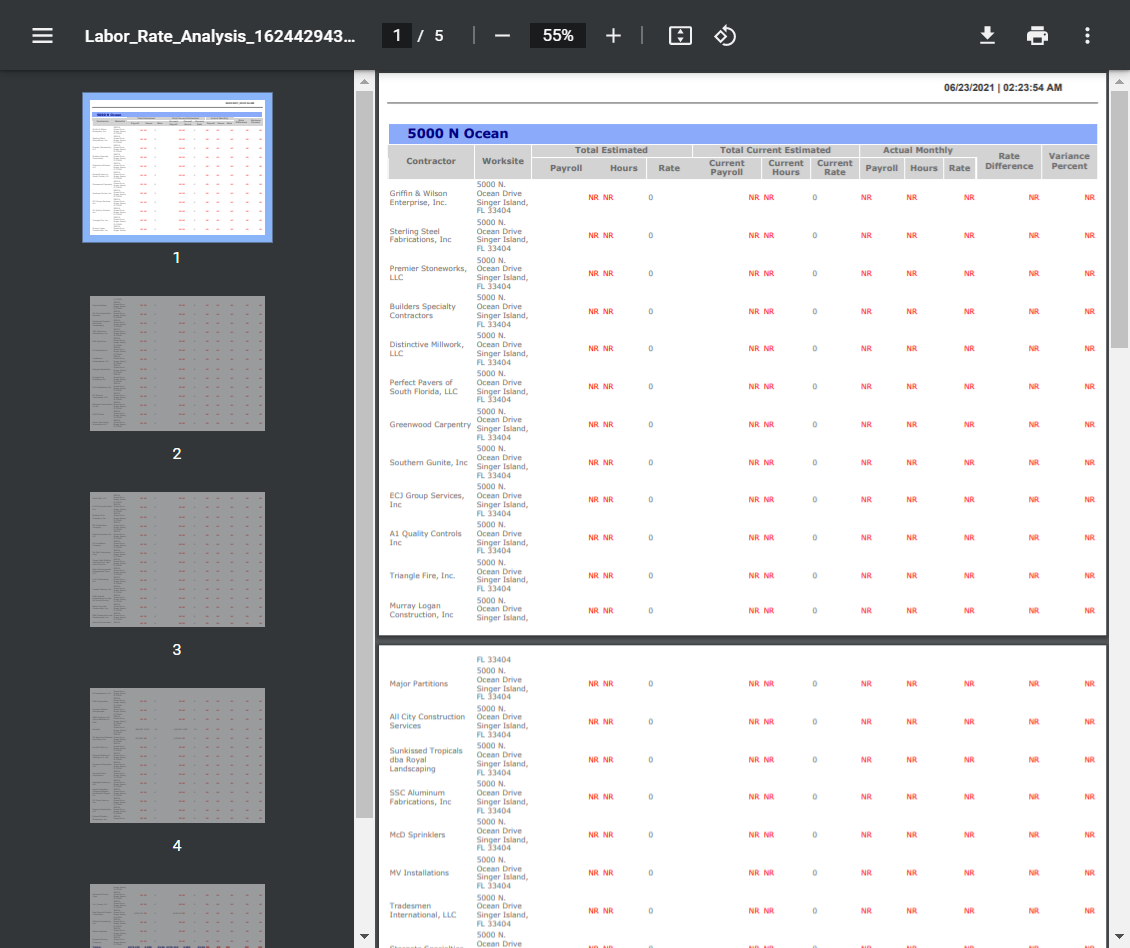 Labor_Rate_Analysis_162442943...
1 / 5
55%
1
2
3
4
06/23/2021 | 02:23:54 AM
5000 N Ocean
Total Estimated Total Current Estimated Actual Monthly
Contractor Worksite Payroll Hours Rate Current Payroll Current Hours Current Rate Payroll Hours Rate Rate Difference Variance Percent
5000 N.
Griffin & Wilson Ocean Drive NR NR 0 NR NR 0 NR NR NR NR NR
Enterprise, Inc. Singer Island,
FL 33404
5000 N.
Sterling Steel Ocean Drive NR NR 0 NR NR 0 NR NR NR NR NR
Fabrications, Inc Singer Island,
FL 33404
5000 N.
Premier Stoneworks, Ocean Drive NR NR 0 NR NR 0 NR NR NR NR NR
LLC Singer Island,
FL 33404
5000 N.
Builders Specialty Ocean Drive NR NR 0 NR NR 0 NR NR NR NR NR
Contractors Singer Island,
FL 33404
5000 N.
Distinctive Millwork, Ocean Drive NR NR 0 NR NR 0 NR NR NR NR NR
LLC Singer Island,
FL 33404
5000 N.
Perfect Pavers of Ocean Drive NR NR 0 NR NR 0 NR NR NR NR NR
South Florida, LLC Singer Island,
FL 33404
5000 N.
Ocean Drive
Greenwood Carpentry Singer Island, NR NR 0 NR NR 0 NR NR NR NR NR
FL 33404
5000 N.
Ocean Drive
Southern Gunite, Inc Singer Island, NR NR 0 NR NR 0 NR NR NR NR NR
FL 33404
5000 N.
ECJ Group Services, Ocean Drive NR NR 0 NR NR 0 NR NR NR NR NR
Inc Singer Island,
FL 33404
5000 N.
A1 Quality Controls Ocean Drive NR NR 0 NR NR 0 NR NR NR NR NR
Inc Singer Island,
FL 33404
5000 N.
Ocean Drive
Triangle Fire, Inc. Singer Island, NR NR 0 NR NR 0 NR NR NR NR NR
FL 33404
5000 N.
Murray Logan Ocean Drive NR NR 0 NR NR 0 NR NR NR NR NR
Construction, Inc Singer Island,
FL 33404
5000 N.
Ocean Drive
Major Partitions Singer Island, NR NR 0 NR NR 0 NR NR NR NR NR
FL 33404
5000 N.
All City Construction Ocean Drive NR NR 0 NR NR 0 NR NR NR NR NR
Services Singer Island,
FL 33404
5000 N.
Sunkissed Tropicals Ocean Drive
dba Royal Singer Island, NR NR 0 NR NR 0 NR NR NR NR NR
Landscaping FL 33404
5000 N.
SSC Aluminum Ocean Drive NR NR 0 NR NR 0 NR NR NR NR NR
Fabrications, Inc Singer Island,
FL 33404
5000 N.
Ocean Drive
McD Sprinklers Singer Island, NR NR 0 NR NR 0 NR NR NR NR NR
FL 33404
5000 N.
Ocean Drive
MV Installations Singer Island, NR NR 0 NR NR 0 NR NR NR NR NR
FL 33404
5000 N.
Tradesmen Ocean Drive NR NR 0 NR NR 0 NR NR NR NR NR
International, LLC Singer Island,
FL 33404
5000 N.
Ocean Drive